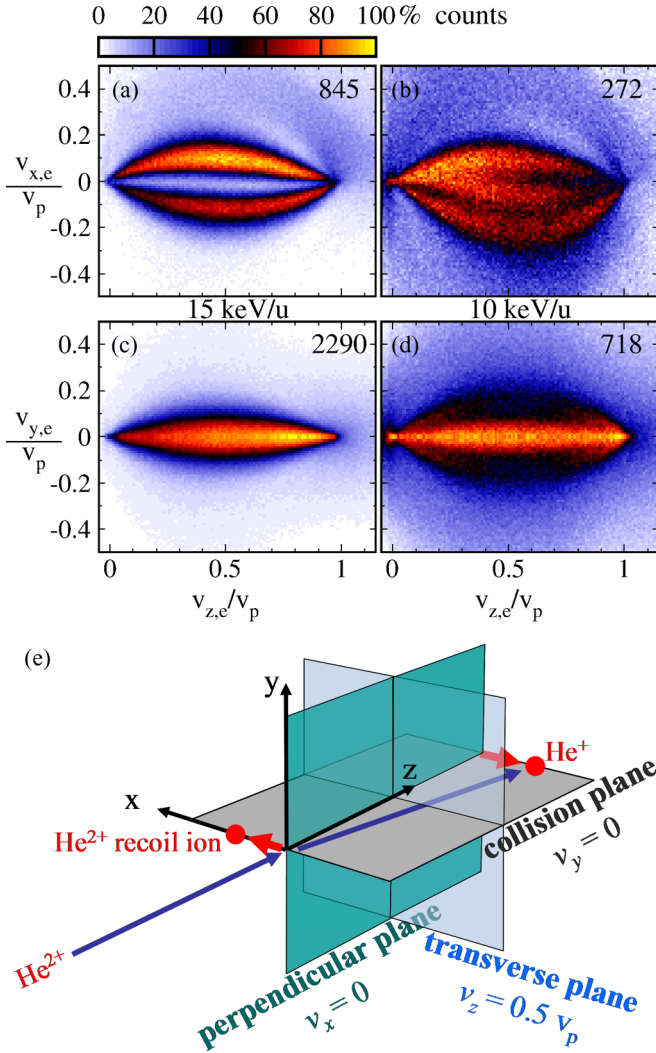 0 20 40 60 80 100% counts
(a) 845
(b) 272
v_{x,e}/v_p
0.4
0.2
0
-0.2
-0.4
15 keV/u
10 keV/u
(c) 2290
(d) 718
v_{y,e}/v_p
0.4
0.2
0
-0.2
-0.4
0 0.5 1
0 0.5 1
v_{z,e}/v_p
v_{z,e}/v_p
(e)
y
z
x
He⁺
He²⁺ recoil ion
He²⁺
collision plane
v_y = 0
perpendicular plane
v_x = 0
transverse plane
v_z = 0.5 v_p